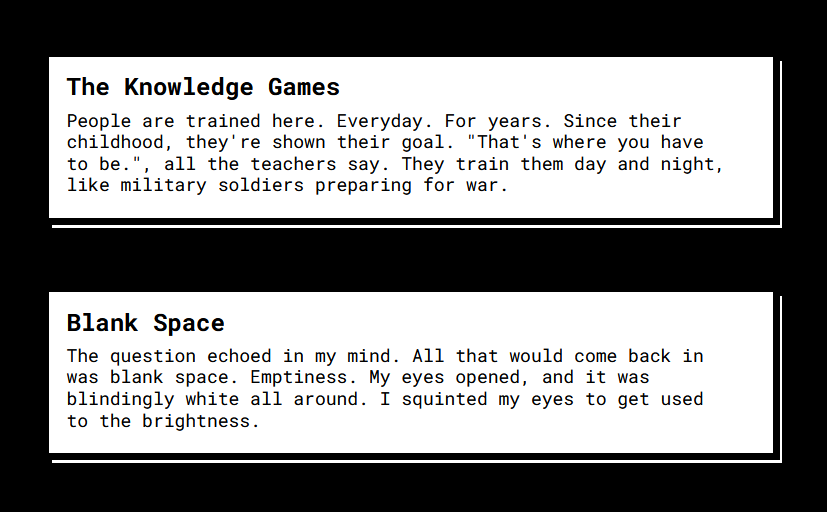 The Knowledge Games
People are trained here. Everyday. For years. Since their
childhood, they're shown their goal. "That's where you have
to be.", all the teachers say. They train them day and night,
like military soldiers preparing for war.
Blank Space
The question echoed in my mind. All that would come back in
was blank space. Emptiness. My eyes opened, and it was
blindingly white all around. I squinted my eyes to get used
to the brightness.